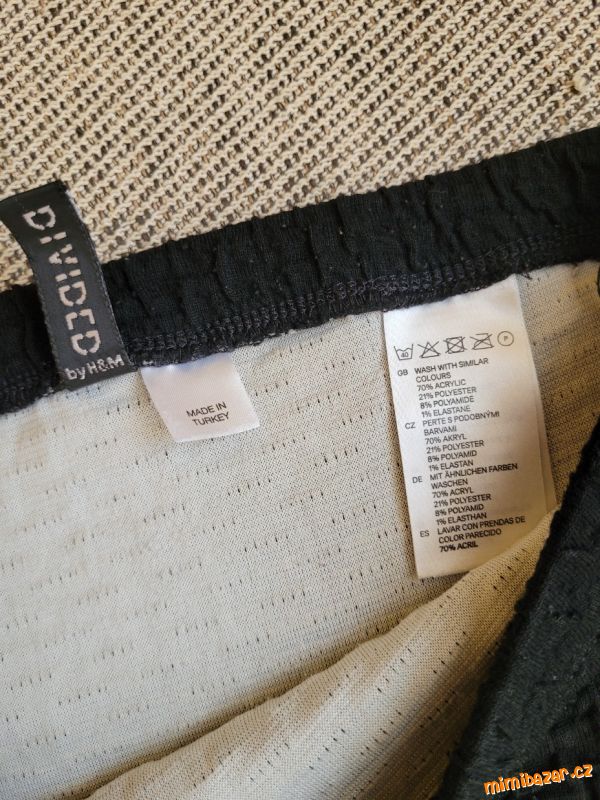 DIVIDED
by H&M
MADE IN
TURKEY
40
P
GB WASH WITH SIMILAR
COLOURS
70% ACRYLIC
21% POLYESTER
8% POLYAMIDE
1% ELASTANE
CZ PERTE S PODOBNÝMI
BARVAMI
70% AKRYL
21% POLYESTER
8% POLYAMID
1% ELASTAN
DE MIT ÄHNLICHEN FARBEN
WASCHEN
70% ACRYL
21% POLYESTER
8% POLYAMID
1% ELASTHAN
ES LAVAR CON PRENDAS DE
COLOR PARECIDO
70% ACRIL
mimibazar.cz